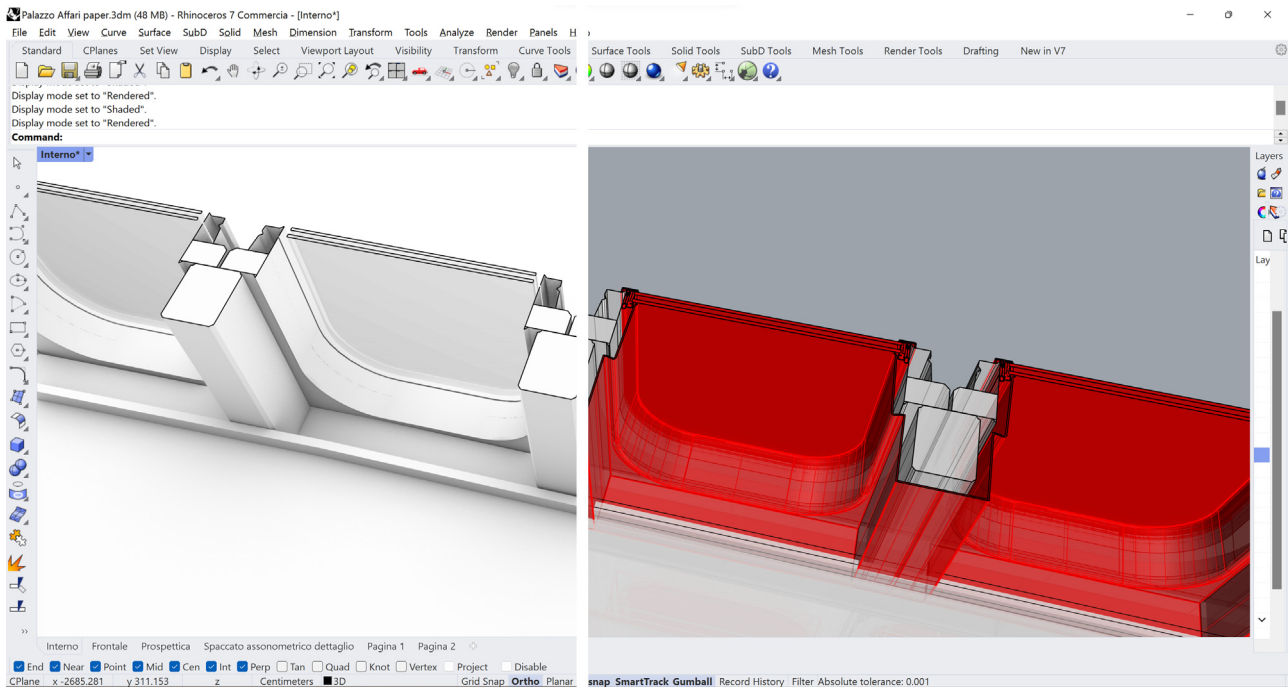 Palazzo Affari paper.3dm (48 MB) - Rhinoceros 7 Commercia - [Interno*]
File Edit View Curve Surface SubD Solid Mesh Dimension Transform Tools Analyze Render Panels H
Standard CPlanes Set View Display Select Viewport Layout Visibility Transform Curve Tools Surface Tools Solid Tools SubD Tools Mesh Tools Render Tools Drafting New in V7
Display mode set to "Rendered".
Display mode set to "Shaded".
Display mode set to "Rendered".
Command:
Interno*
Layers
Lay
Interno Frontale Prospettica Spaccato assonometrico dettaglio Pagina 1 Pagina 2
End Near Point Mid Cen Int Perp Tan Quad Knot Vertex Project Disable
CPlane x -2685.281 y 311.153 z Centimeters 3D Grid Snap Ortho Planar snap SmartTrack Gumball Record History Filter Absolute tolerance: 0.001